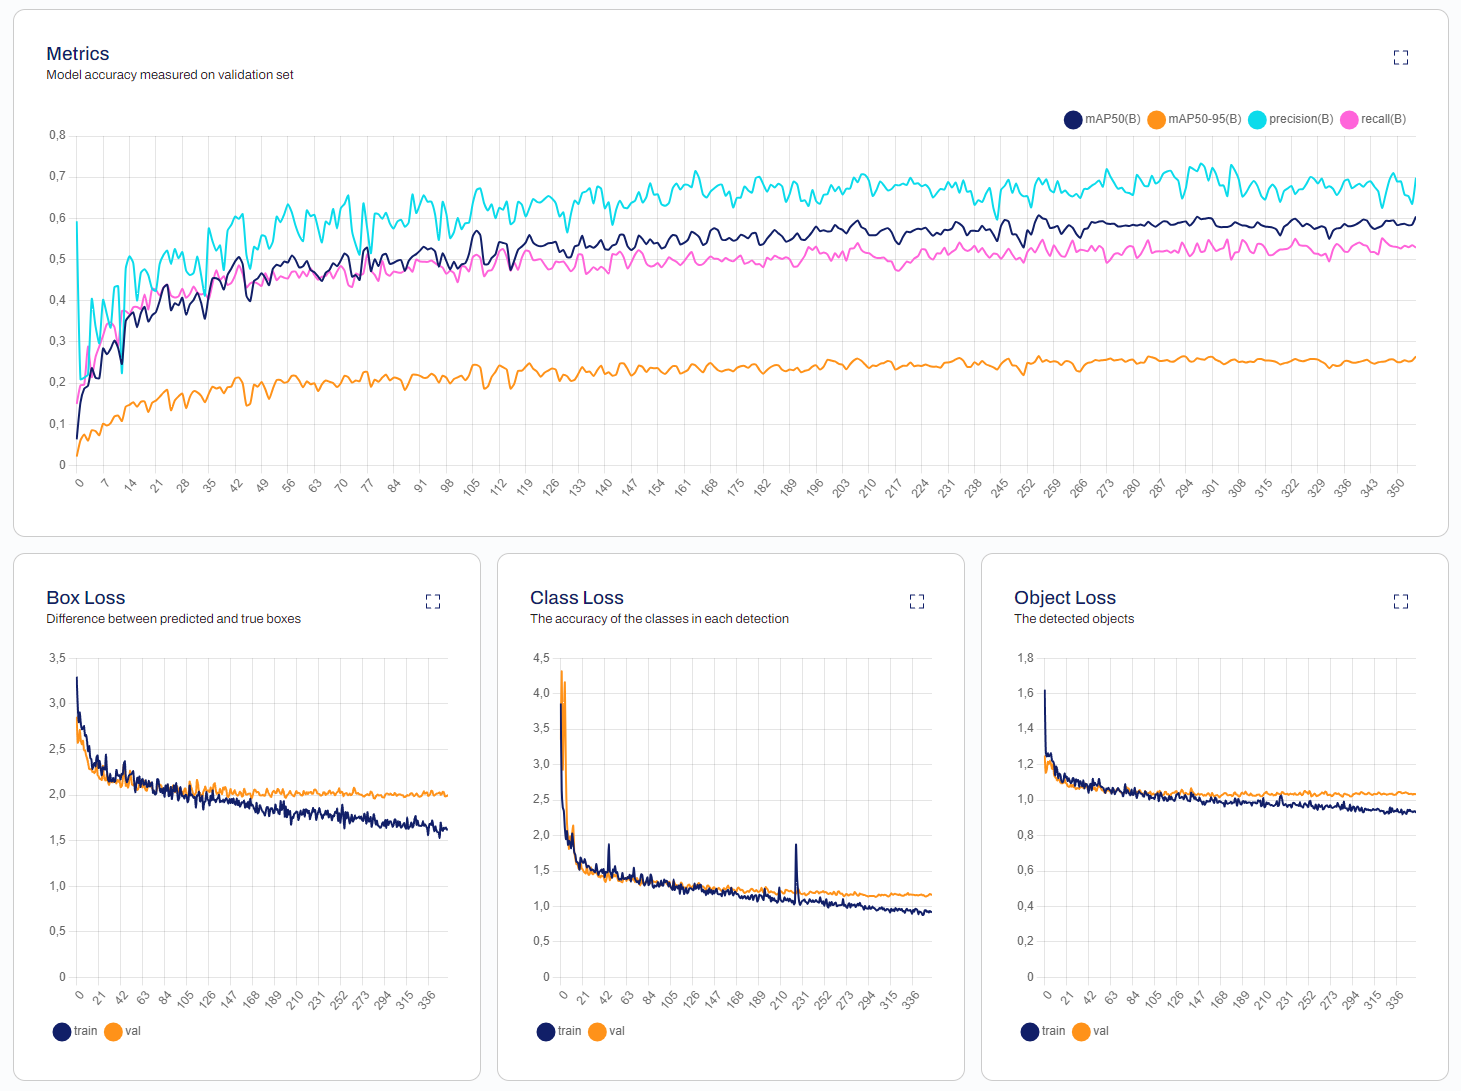 Metrics
Model accuracy measured on validation set
mAP50(B) mAP50-95(B) precision(B) recall(B)
0,8
0,7
0,6
0,5
0,4
0,3
0,2
0,1
0
0 7 14 21 28 35 42 49 56 63 70 77 84 91 98 105 112 119 126 133 140 147 154 161 168 175 182 189 196 203 210 217 224 231 238 245 252 259 266 273 280 287 294 301 308 315 322 329 336 343 350
Box Loss
Difference between predicted and true boxes
3,5
3,0
2,5
2,0
1,5
1,0
0,5
0
0 21 42 63 84 105 126 147 168 189 210 231 252 273 294 315 336
train val
Class Loss
The accuracy of the classes in each detection
4,5
4,0
3,5
3,0
2,5
2,0
1,5
1,0
0,5
0
0 21 42 63 84 105 126 147 168 189 210 231 252 273 294 315 336
train val
Object Loss
The detected objects
1,8
1,6
1,4
1,2
1,0
0,8
0,6
0,4
0,2
0
0 21 42 63 84 105 126 147 168 189 210 231 252 273 294 315 336
train val